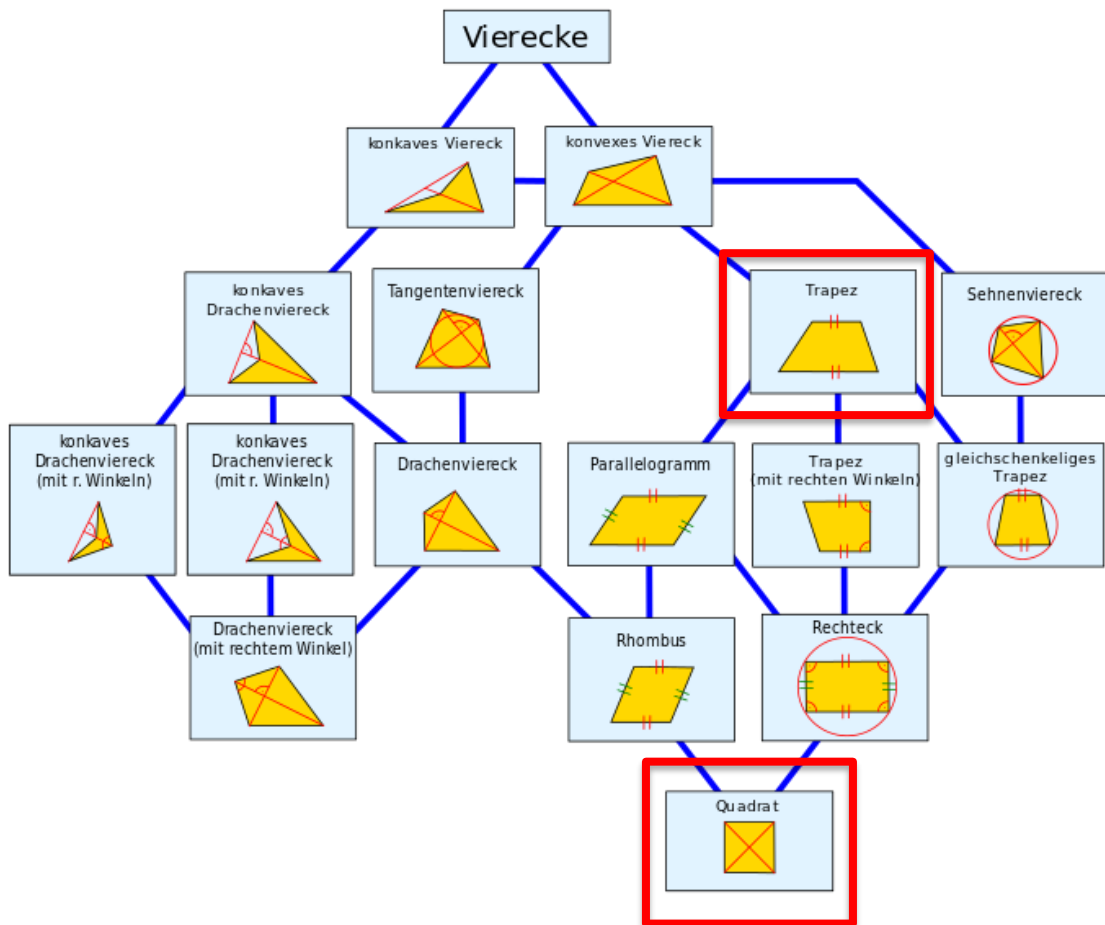 Vierecke
konkaves Viereck
konvexes Viereck
konkaves
Drachenviereck
Tangentenviereck
Trapez
Sehnenviereck
konkaves
Drachenviereck
(mit r. Winkeln)
konkaves
Drachenviereck
(mit r. Winkeln)
Drachenviereck
Parallelogramm
Trapez
(mit rechten Winkeln)
gleichschenkeliges
Trapez
Drachenviereck
(mit rechtem Winkel)
Rhombus
Rechteck
Quadrat